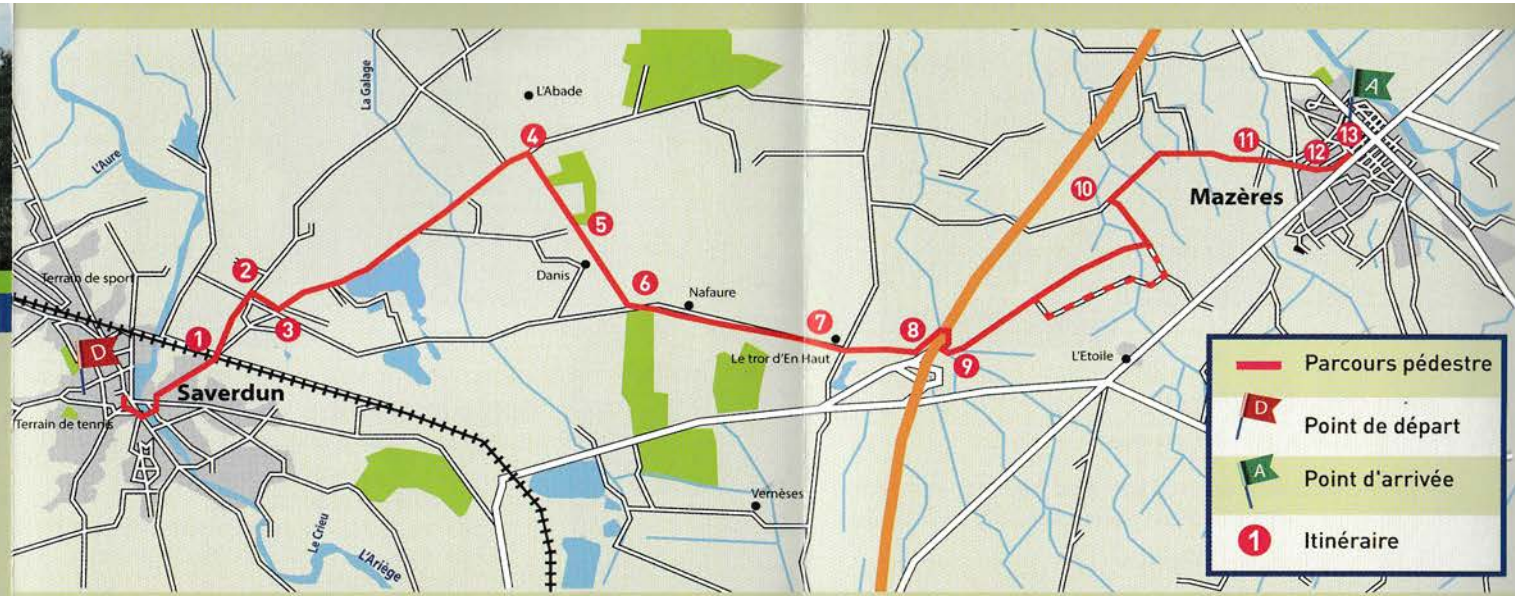 L'Abade
La Galage
4
A
13
11
12
L'Aure
10
Mazères
5
Terrain de sport
2
Danis
6
Nafaure
3
7
8
1
D
Le tror d'En Haut
9
L'Etoile
Saverdun
Terrain de tennis
Vernèses
Le Crieu
L'Ariège
Parcours pédestre
D
Point de départ
A
Point d'arrivée
1
Itinéraire